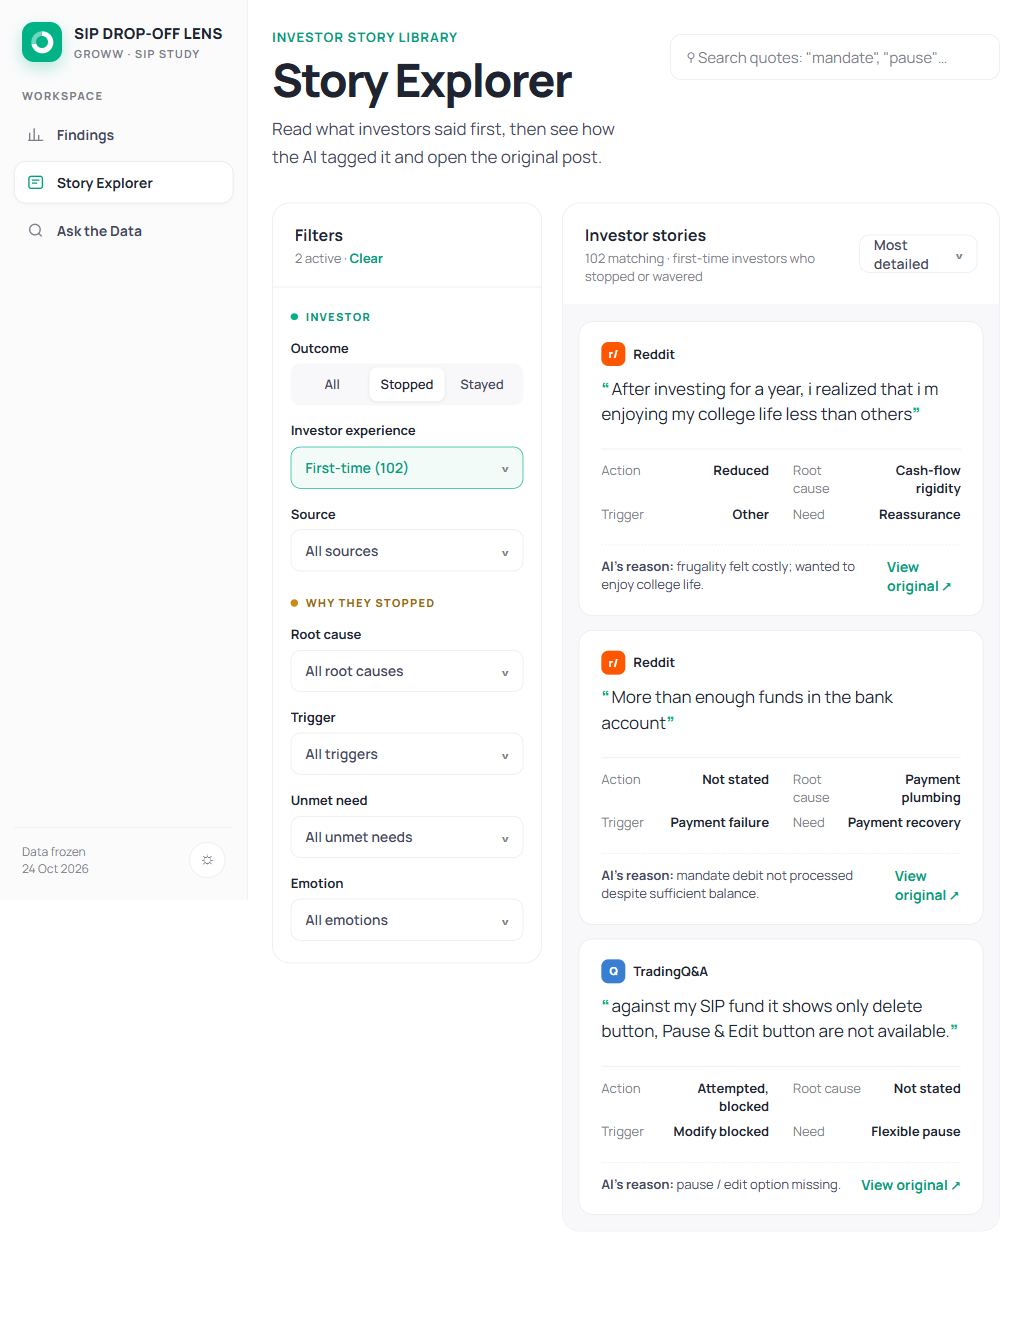 SIP DROP-OFF LENS
GROWW · SIP STUDY
WORKSPACE
Findings
Story Explorer
Ask the Data
Data frozen
24 Oct 2026
INVESTOR STORY LIBRARY
Story Explorer
Read what investors said first, then see how
the AI tagged it and open the original post.
Search quotes: "mandate", "pause"...
Filters
2 active · Clear
INVESTOR
Outcome
All Stopped Stayed
Investor experience
First-time (102)
Source
All sources
WHY THEY STOPPED
Root cause
All root causes
Trigger
All triggers
Unmet need
All unmet needs
Emotion
All emotions
Investor stories
102 matching · first-time investors who
stopped or wavered
Most
detailed
r/ Reddit
“After investing for a year, i realized that i m
enjoying my college life less than others”
Action Reduced
Root
cause
Cash-flow
rigidity
Trigger Other
Need Reassurance
AI's reason: frugality felt costly; wanted to
enjoy college life.
View
original ↗
r/ Reddit
“More than enough funds in the bank
account”
Action Not stated
Root
cause
Payment
plumbing
Trigger Payment failure
Need Payment recovery
AI's reason: mandate debit not processed
despite sufficient balance.
View
original ↗
Q TradingQ&A
“against my SIP fund it shows only delete
button, Pause & Edit button are not available.”
Action Attempted,
blocked
Root cause Not stated
Trigger Modify blocked
Need Flexible pause
AI's reason: pause / edit option missing.
View original ↗